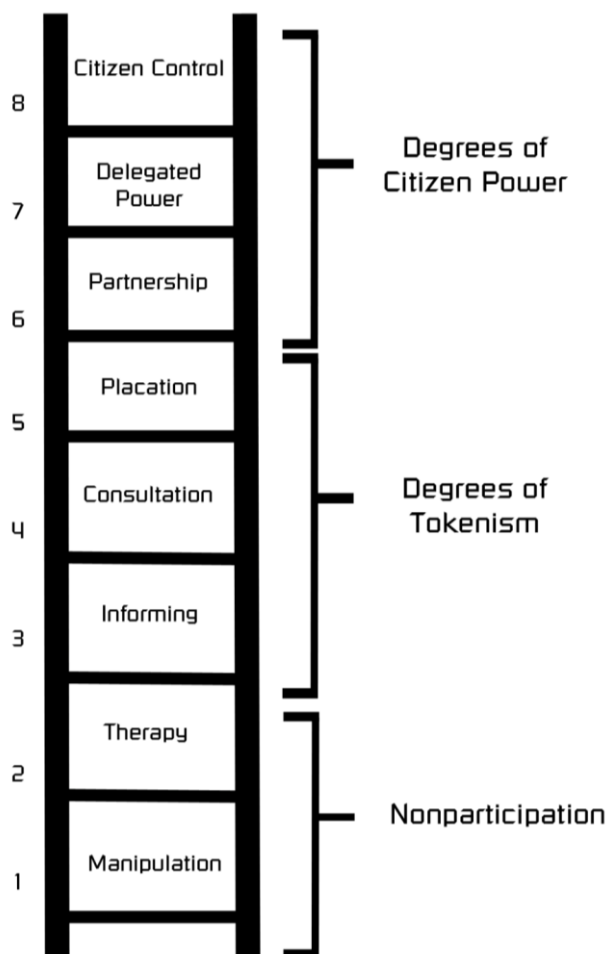 Citizen Control
8
Degrees of
Citizen Power
Delegated
Power
7
Partnership
6
Placation
5
Consultation
4
Degrees of
Tokenism
Informing
3
Therapy
2
Nonparticipation
Manipulation
1